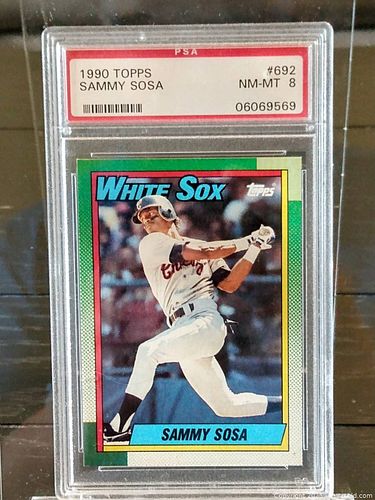 PSA
1990 TOPPS #692
SAMMY SOSA NM-MT 8
06069569
WHITE SOX Topps
SAMMY SOSA